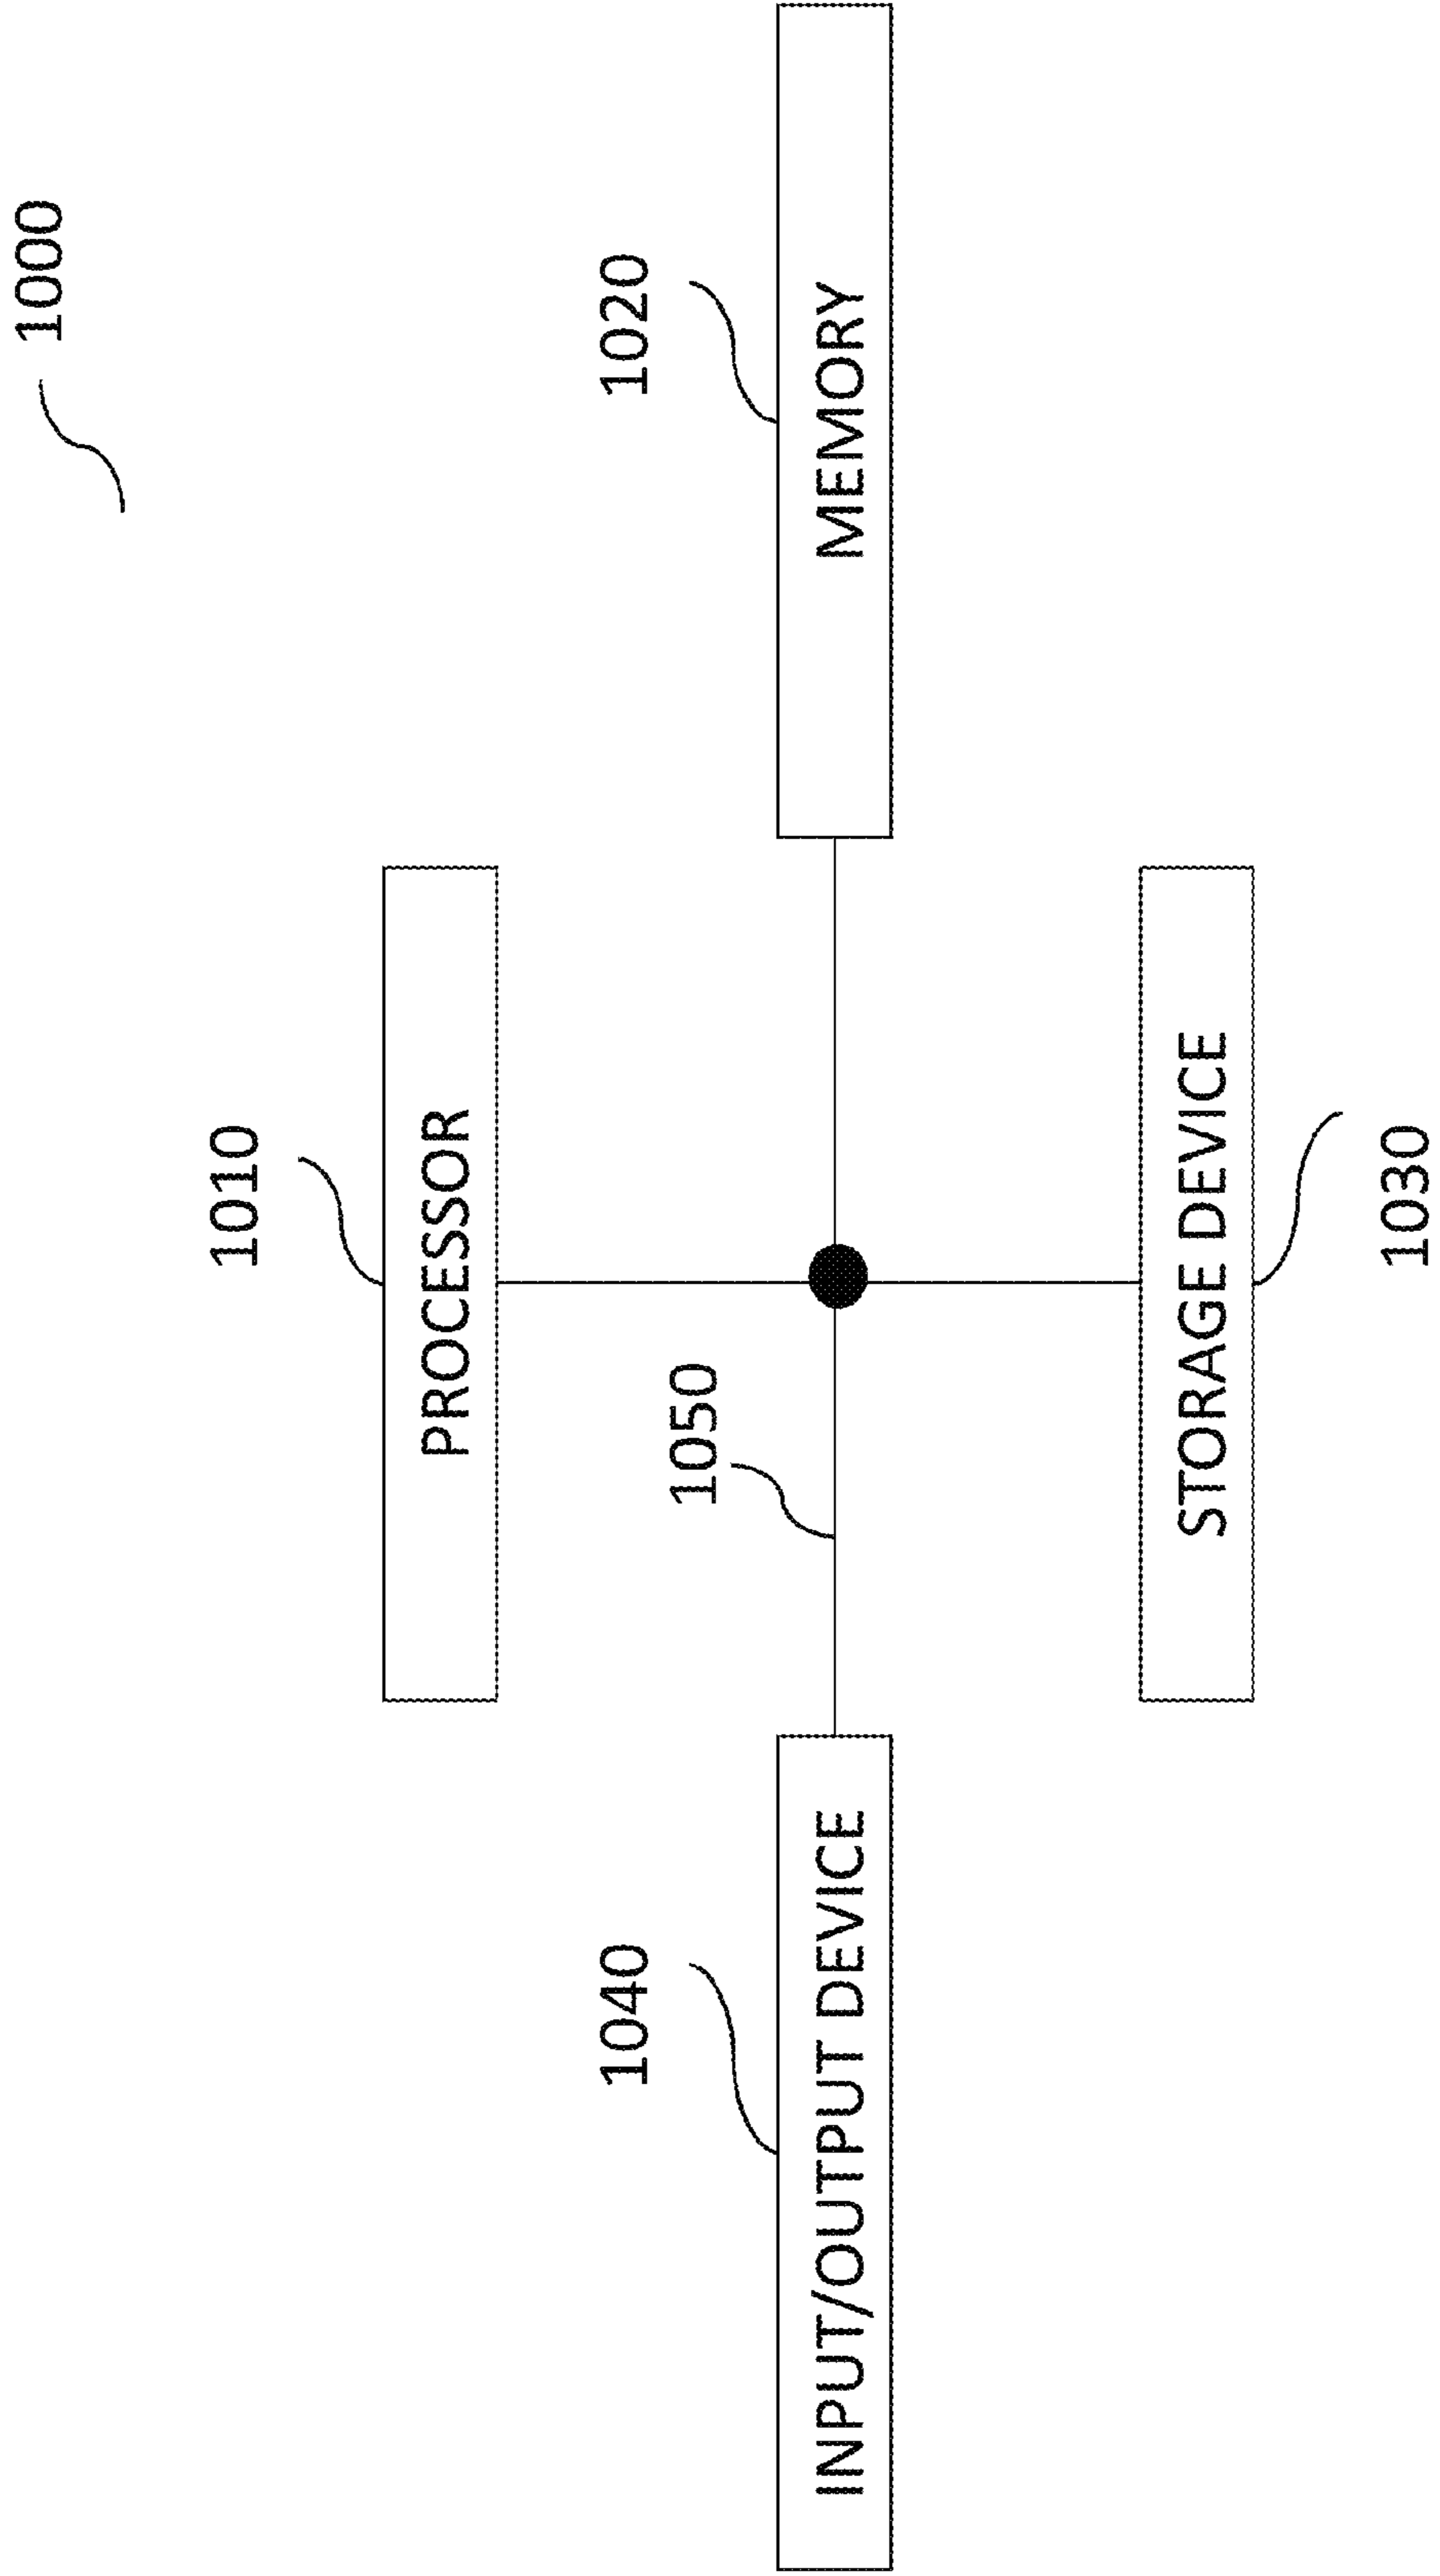 1000
1010
PROCESSOR
1040
1020
1050
INPUT/OUTPUT DEVICE
MEMORY
STORAGE DEVICE
1030